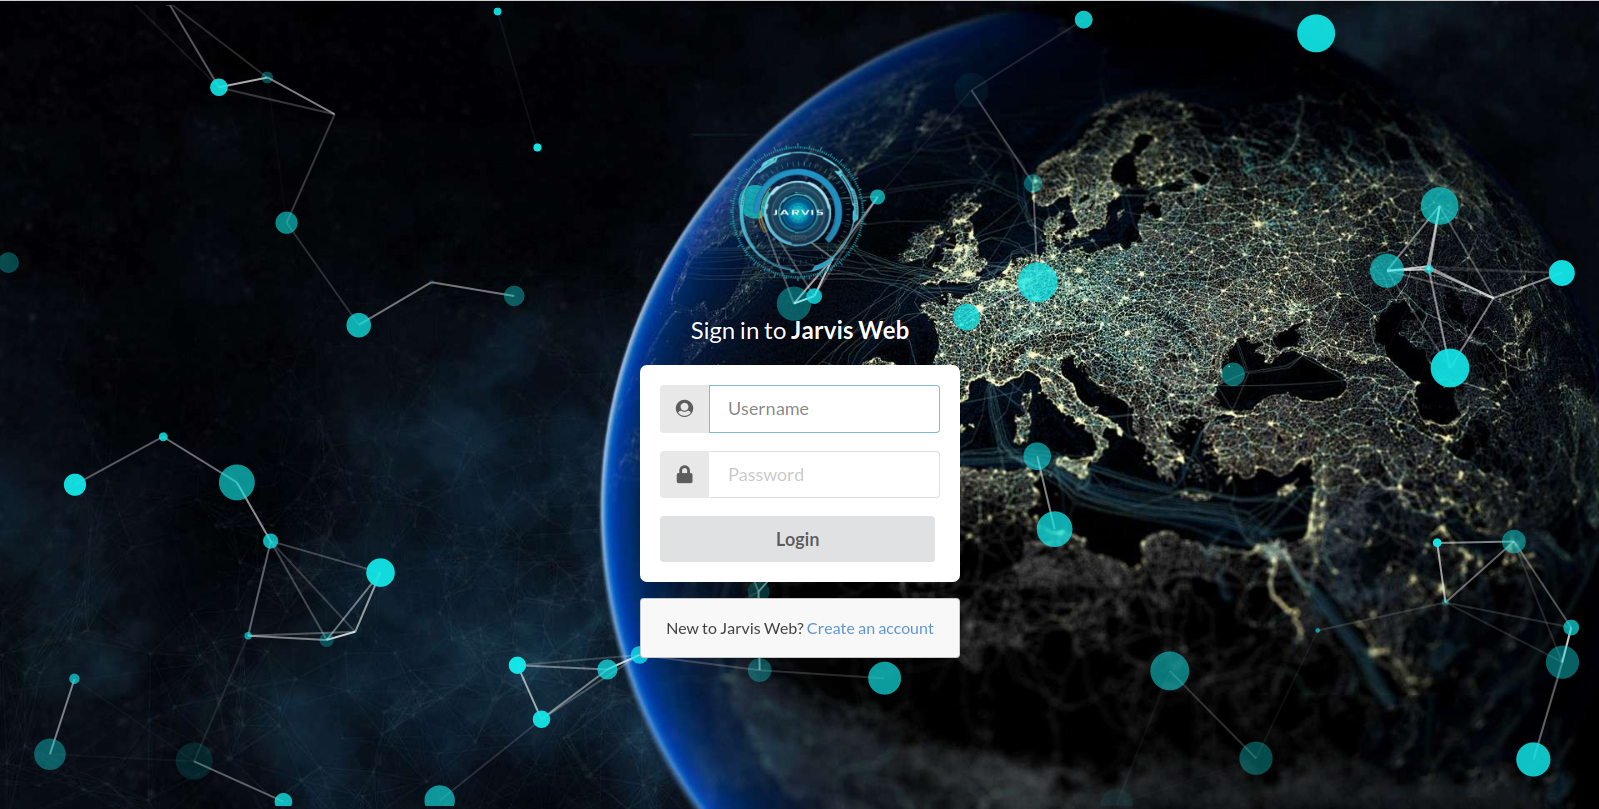 JARVIS
Sign in to Jarvis Web
Username
Password
Login
New to Jarvis Web? Create an account